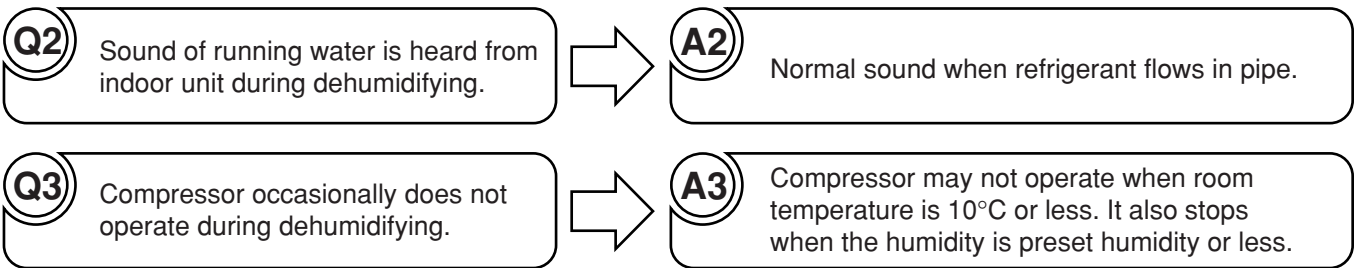 Q2
Sound of running water is heard from
indoor unit during dehumidifying.
A2
Normal sound when refrigerant flows in pipe.
Q3
Compressor occasionally does not
operate during dehumidifying.
A3
Compressor may not operate when room
temperature is 10°C or less. It also stops
when the humidity is preset humidity or less.